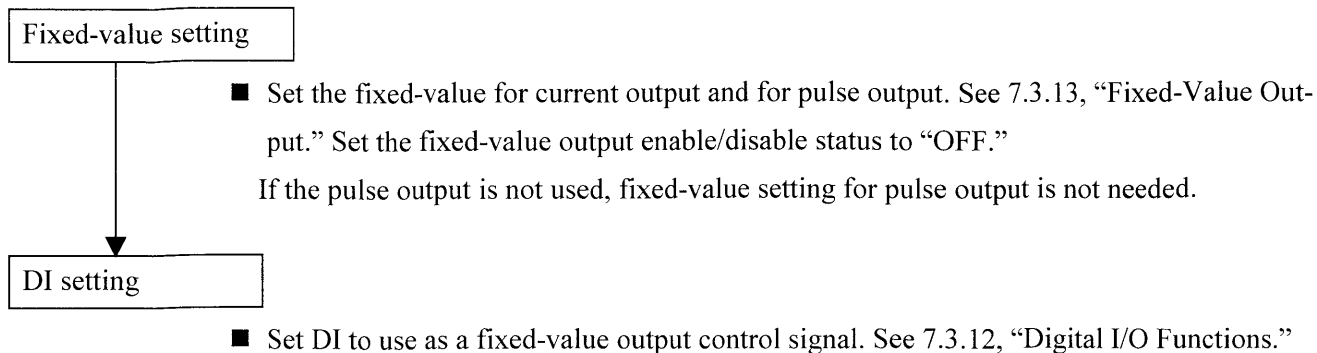 Fixed-value setting
■ Set the fixed-value for current output and for pulse output. See 7.3.13, “Fixed-Value Out-
put.” Set the fixed-value output enable/disable status to “OFF.”
If the pulse output is not used, fixed-value setting for pulse output is not needed.
DI setting
■ Set DI to use as a fixed-value output control signal. See 7.3.12, “Digital I/O Functions.”